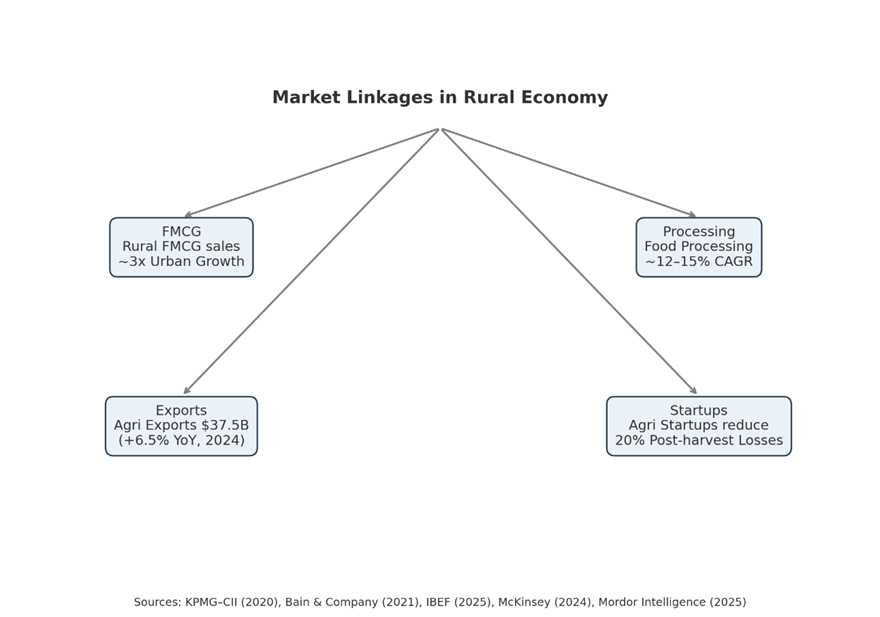 Market Linkages in Rural Economy
FMCG
Rural FMCG sales
~3x Urban Growth
Processing
Food Processing
~12–15% CAGR
Exports
Agri Exports $37.5B
(+6.5% YoY, 2024)
Startups
Agri Startups reduce
20% Post-harvest Losses
Sources: KPMG–CII (2020), Bain & Company (2021), IBEF (2025), McKinsey (2024), Mordor Intelligence (2025)